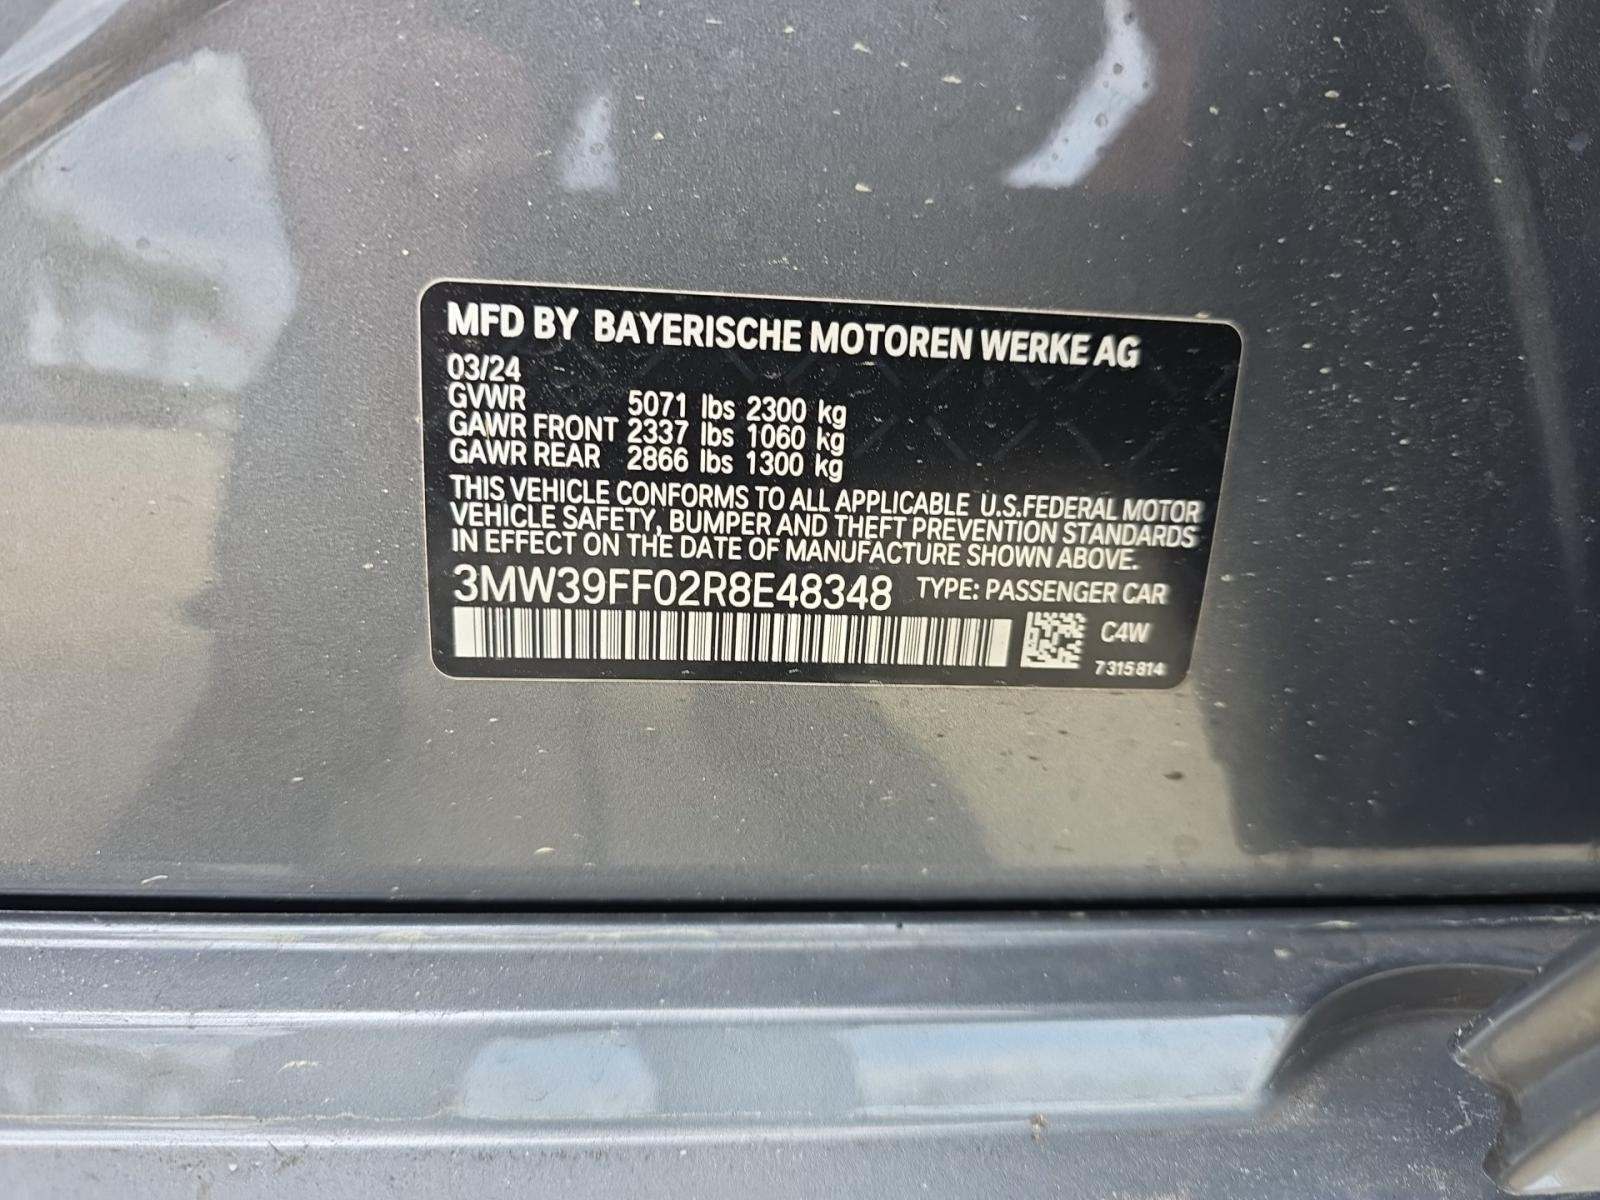 MFD BY BAYERISCHE MOTOREN WERKE AG
03/24
GVWR 5071 lbs 2300 kg
GAWR FRONT 2337 lbs 1060 kg
GAWR REAR 2866 lbs 1300 kg
THIS VEHICLE CONFORMS TO ALL APPLICABLE U.S.FEDERAL MOTOR
VEHICLE SAFETY, BUMPER AND THEFT PREVENTION STANDARDS
IN EFFECT ON THE DATE OF MANUFACTURE SHOWN ABOVE.
3MW39FF02R8E48348 TYPE: PASSENGER CAR
C4W
7315814